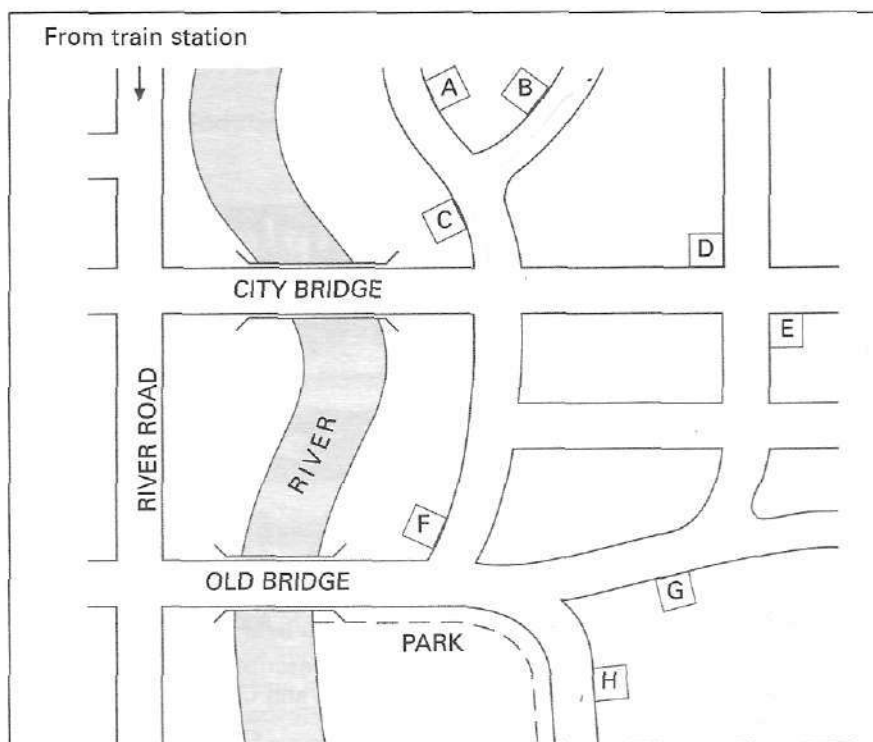 From train station
A
B
C
D
CITY BRIDGE
E
RIVER ROAD
RIVER
F
OLD BRIDGE
G
PARK
H